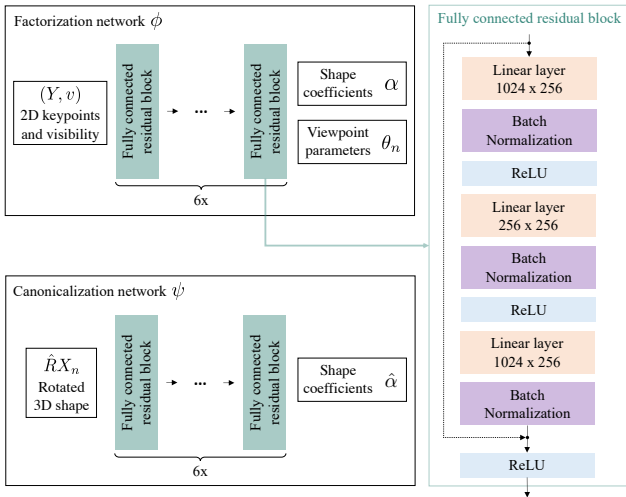 Factorization network ϕ
(Y, v)
2D keypoints
and visibility
Fully connected
residual block
...
Fully connected
residual block
Shape
coefficients α
Viewpoint
parameters θn
6x
Canonicalization network ψ
R̂Xn
Rotated
3D shape
Fully connected
residual block
...
Fully connected
residual block
Shape
coefficients α̂
6x
Fully connected residual block
Linear layer
1024 x 256
Batch
Normalization
ReLU
Linear layer
256 x 256
Batch
Normalization
ReLU
Linear layer
1024 x 256
Batch
Normalization
ReLU